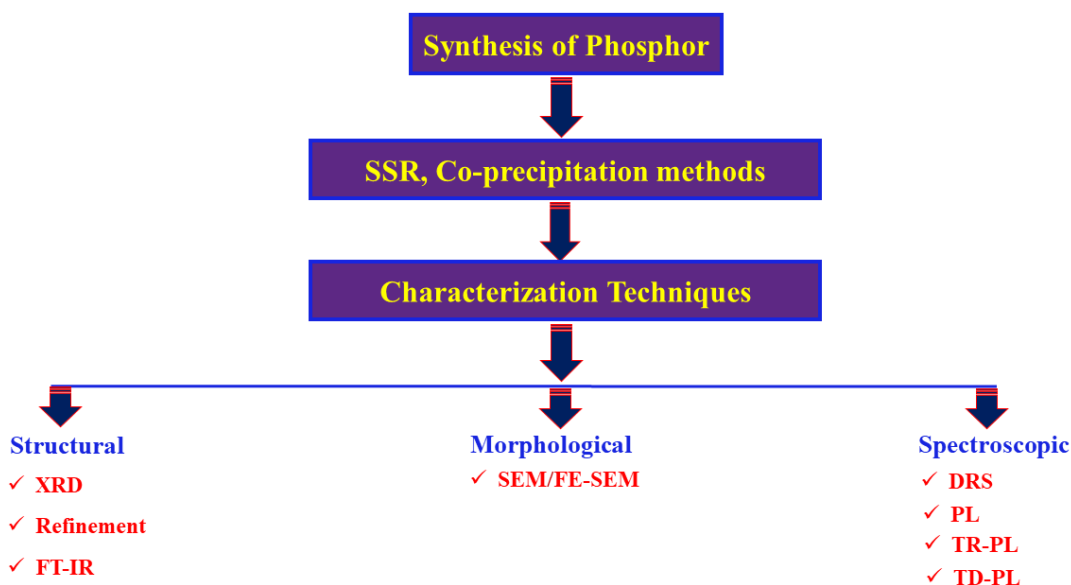 Synthesis of Phosphor
SSR, Co-precipitation methods
Characterization Techniques
Structural
✓ XRD
✓ Refinement
✓ FT-IR
Morphological
✓ SEM/FE-SEM
Spectroscopic
✓ DRS
✓ PL
✓ TR-PL
✓ TD-PL